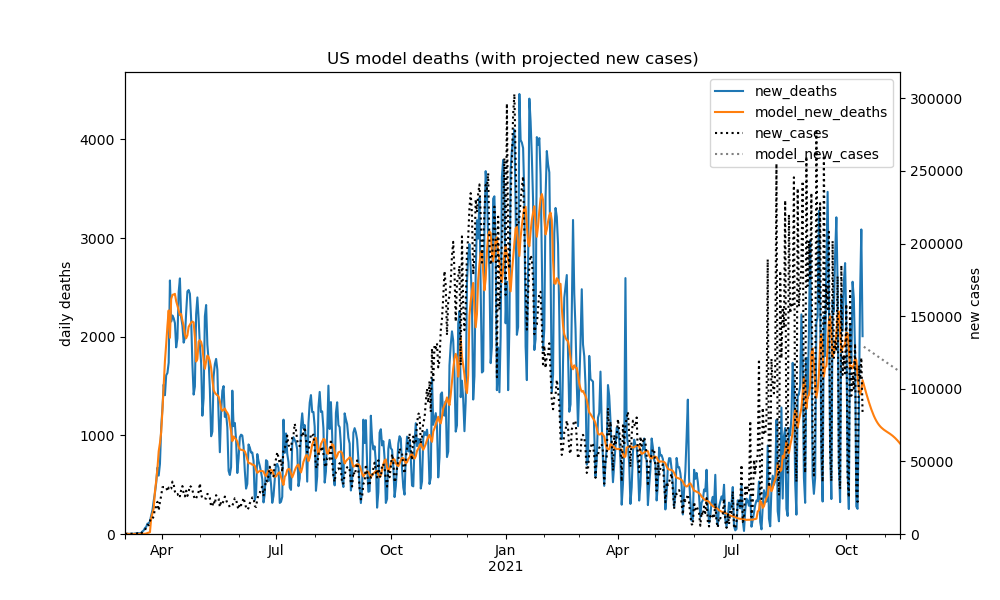 US model deaths (with projected new cases)
new_deaths
model_new_deaths
new_cases
model_new_cases
daily deaths
4000
3000
2000
1000
0
new cases
300000
250000
200000
150000
100000
50000
0
Apr
Jul
Oct
Jan
2021
Apr
Jul
Oct